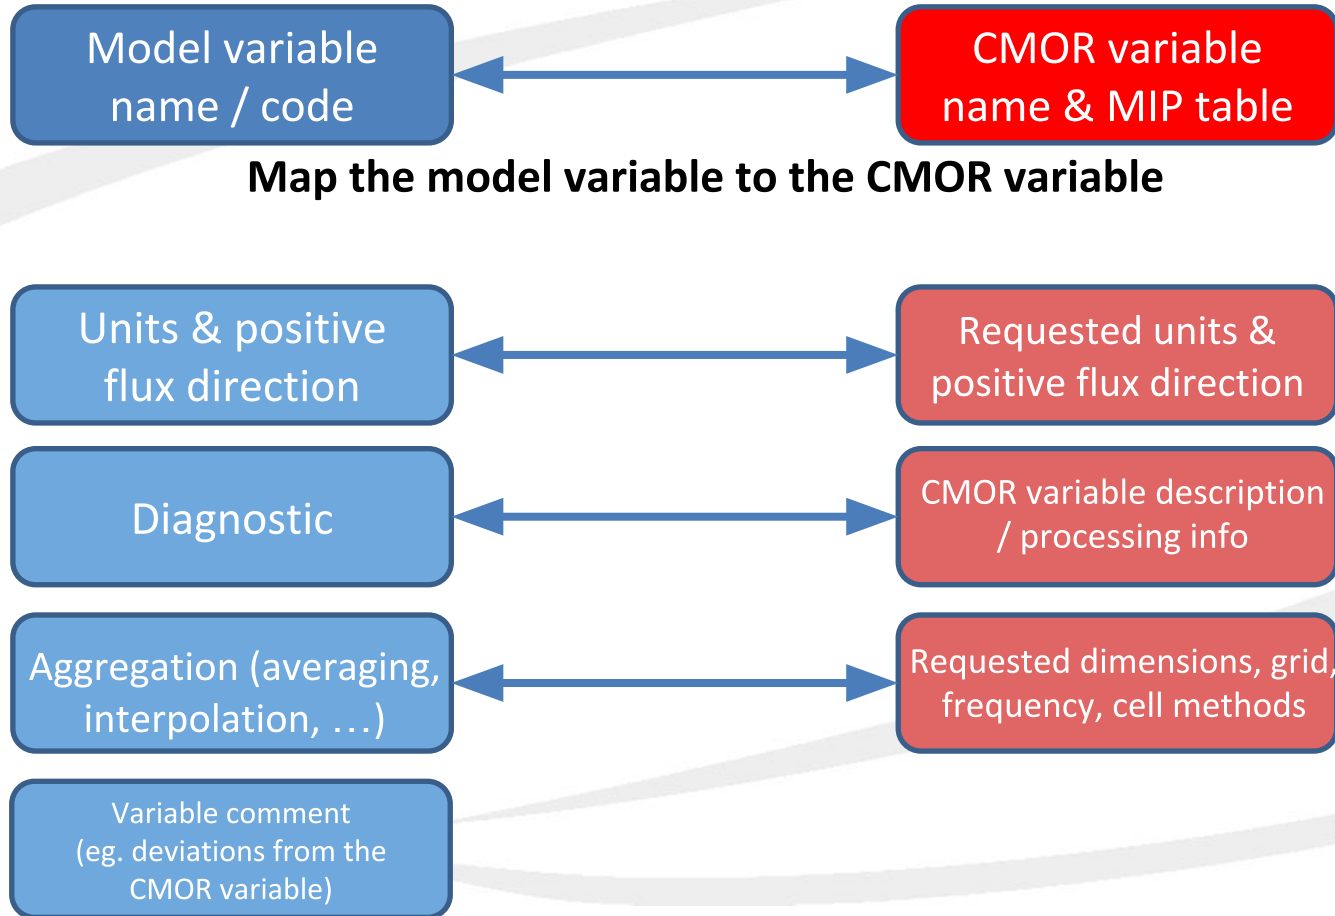 Model variable
name / code
CMOR variable
name & MIP table
Map the model variable to the CMOR variable
Units & positive
flux direction
Requested units &
positive flux direction
Diagnostic
CMOR variable description
/ processing info
Aggregation (averaging,
interpolation, …)
Requested dimensions, grid,
frequency, cell methods
Variable comment
(eg. deviations from the
CMOR variable)